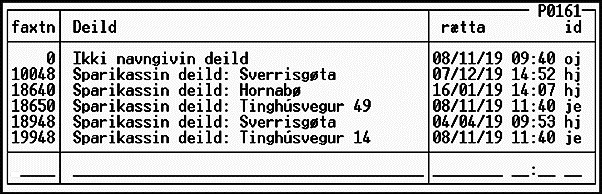 P0161
faxtn Deild rætta id
0 Ikki navngivin deild 08/11/19 09:40 oj
10048 Sparikassin deild: Sverrisgøta 07/12/19 14:52 hj
18640 Sparikassin deild: Hornabø 16/01/19 14:07 hj
18650 Sparikassin deild: Tinghúsvegur 49 08/11/19 11:40 je
18948 Sparikassin deild: Sverrisgøta 04/04/19 09:53 hj
19948 Sparikassin deild: Tinghúsvegur 14 08/11/19 11:40 je